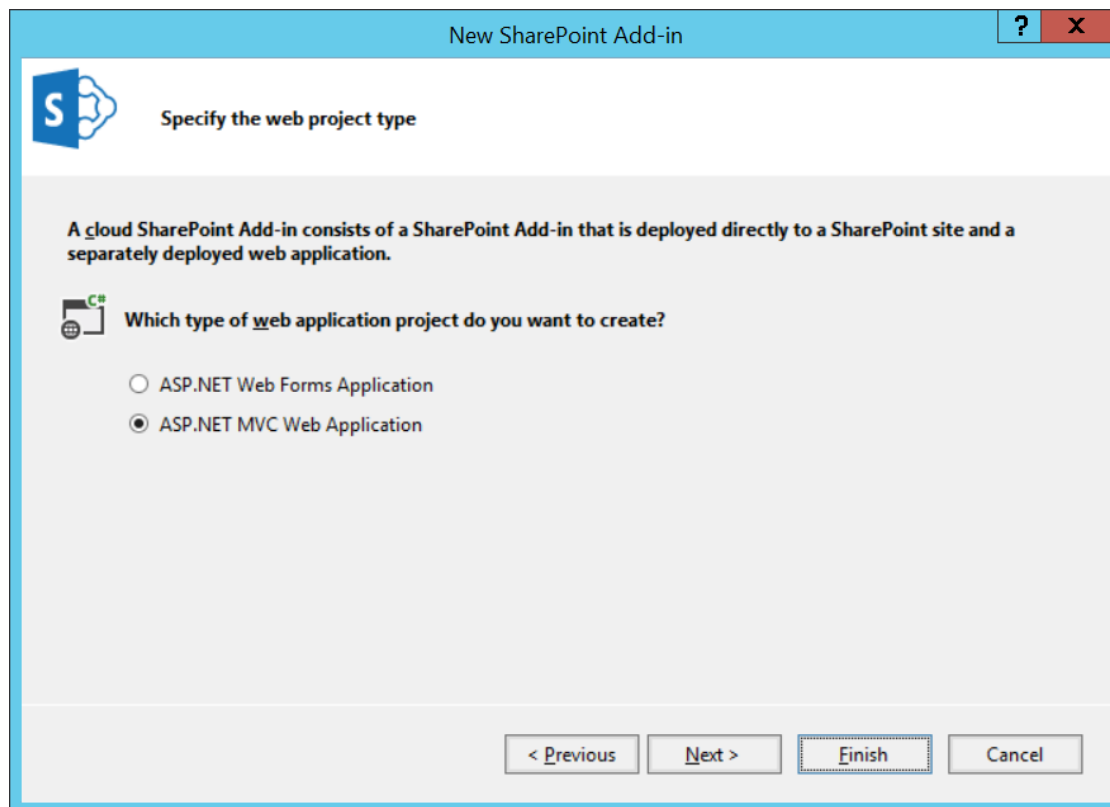 New SharePoint Add-in
? X
S
Specify the web project type
A cloud SharePoint Add-in consists of a SharePoint Add-in that is deployed directly to a SharePoint site and a
separately deployed web application.
C#
Which type of web application project do you want to create?
ASP.NET Web Forms Application
ASP.NET MVC Web Application
< Previous Next > Finish Cancel